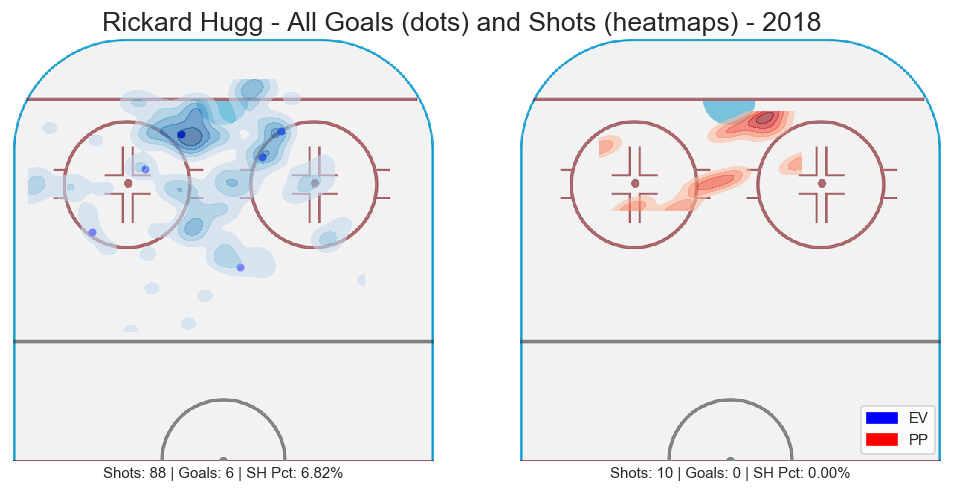 Rickard Hugg - All Goals (dots) and Shots (heatmaps) - 2018
EV
PP
Shots: 88 | Goals: 6 | SH Pct: 6.82%
Shots: 10 | Goals: 0 | SH Pct: 0.00%